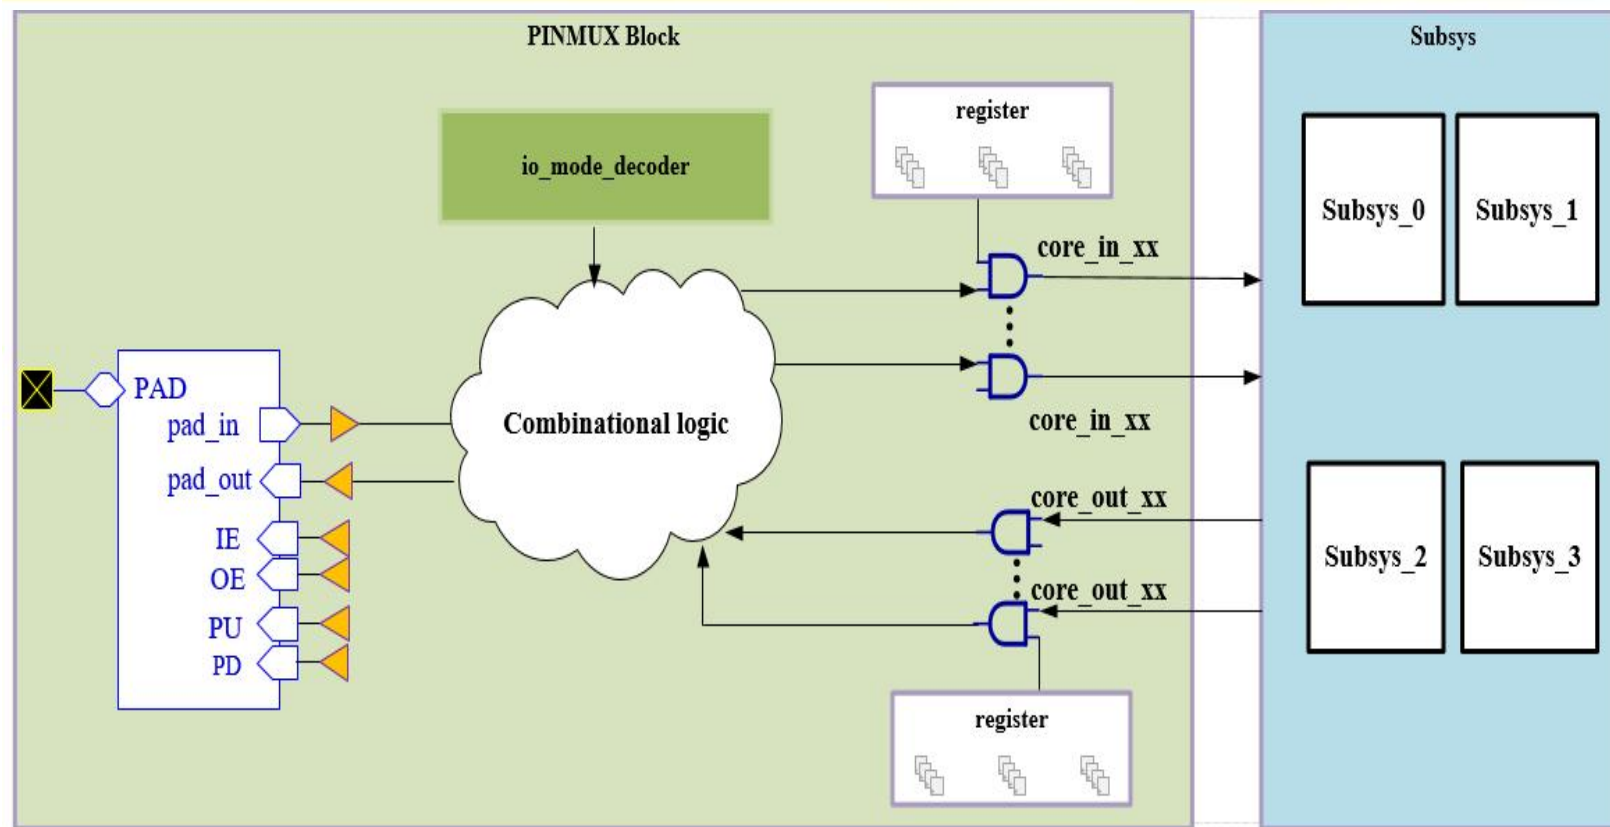 PINMUX Block
Subsys
register
io_mode_decoder
Subsys_0
Subsys_1
core_in_xx
PAD
pad_in
Combinational logic
core_in_xx
pad_out
core_out_xx
IE
OE
Subsys_2
Subsys_3
core_out_xx
PU
PD
register